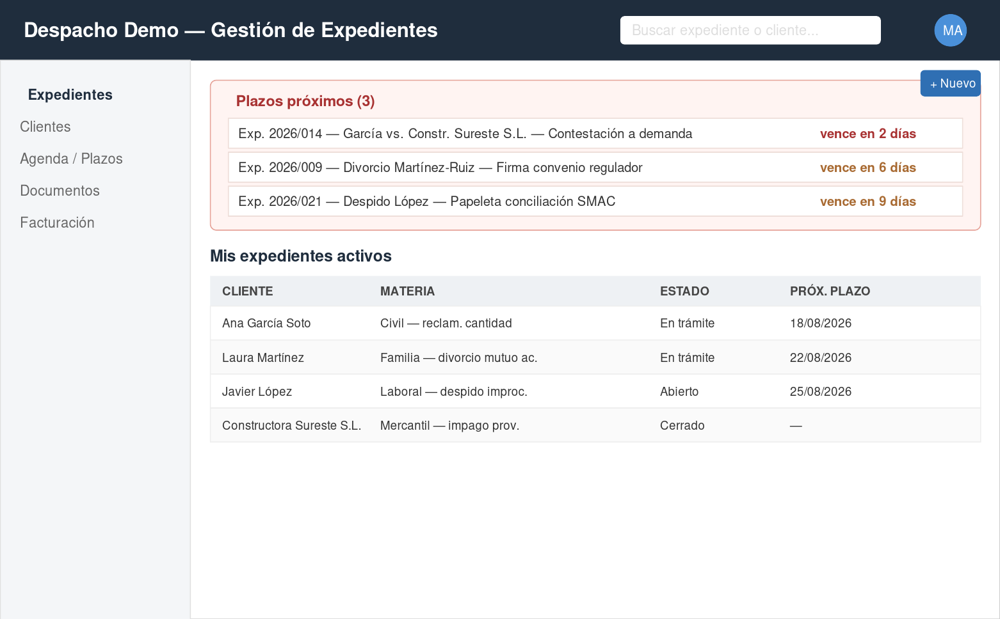 Despacho Demo — Gestión de Expedientes
Buscar expediente o cliente...
MA
Expedientes
Clientes
Agenda / Plazos
Documentos
Facturación
+ Nuevo
Plazos próximos (3)
Exp. 2026/014 — García vs. Constr. Sureste S.L. — Contestación a demanda vence en 2 días
Exp. 2026/009 — Divorcio Martínez-Ruiz — Firma convenio regulador vence en 6 días
Exp. 2026/021 — Despido López — Papeleta conciliación SMAC vence en 9 días
Mis expedientes activos
CLIENTE MATERIA ESTADO PRÓX. PLAZO
Ana García Soto Civil — reclam. cantidad En trámite 18/08/2026
Laura Martínez Familia — divorcio mutuo ac. En trámite 22/08/2026
Javier López Laboral — despido improc. Abierto 25/08/2026
Constructora Sureste S.L. Mercantil — impago prov. Cerrado —